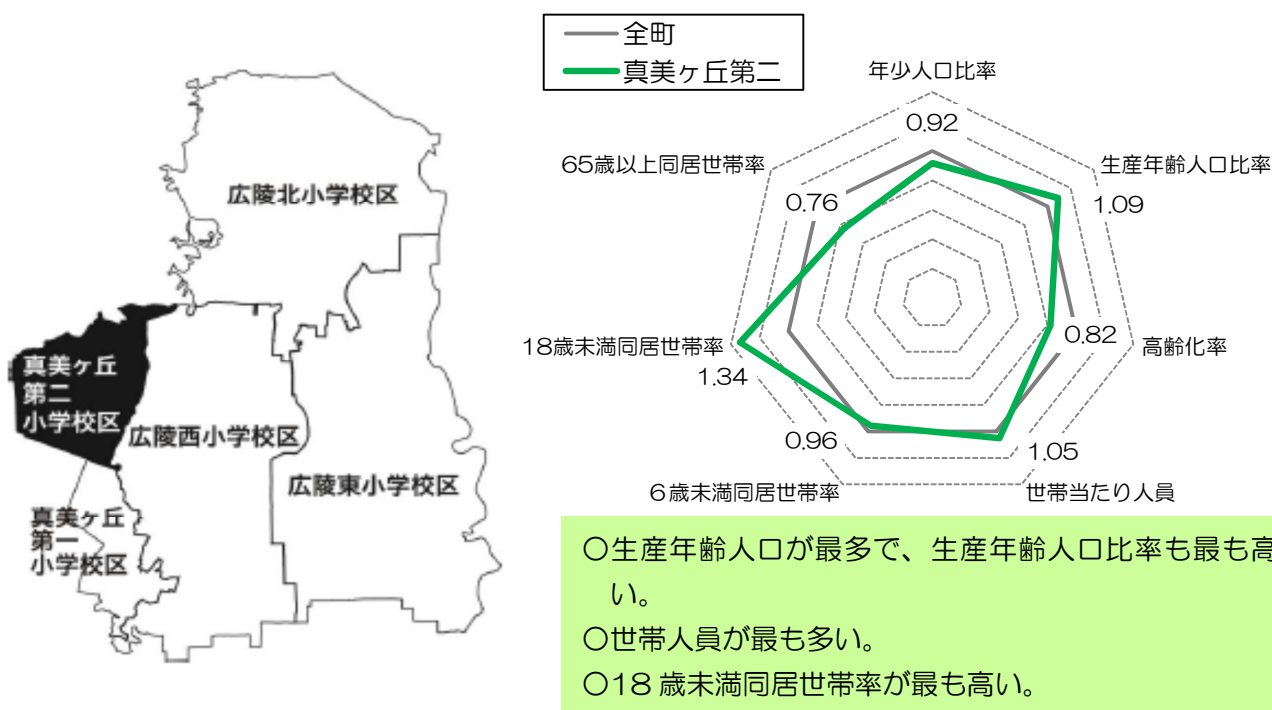 全町
真美ヶ丘第二
年少人口比率
0.92
65歳以上同居世帯率
生産年齢人口比率
0.76
1.09
18歳未満同居世帯率
1.34
0.82
高齢化率
0.96
1.05
6歳未満同居世帯率
世帯当たり人員
広陵北小学校区
真美ヶ丘
第二
小学校区
広陵西小学校区
広陵東小学校区
真美ヶ丘
第一
小学校区
○生産年齢人口が最多で、生産年齢人口比率も最も高
い。
○世帯人員が最も多い。
○18歳未満同居世帯率が最も高い。